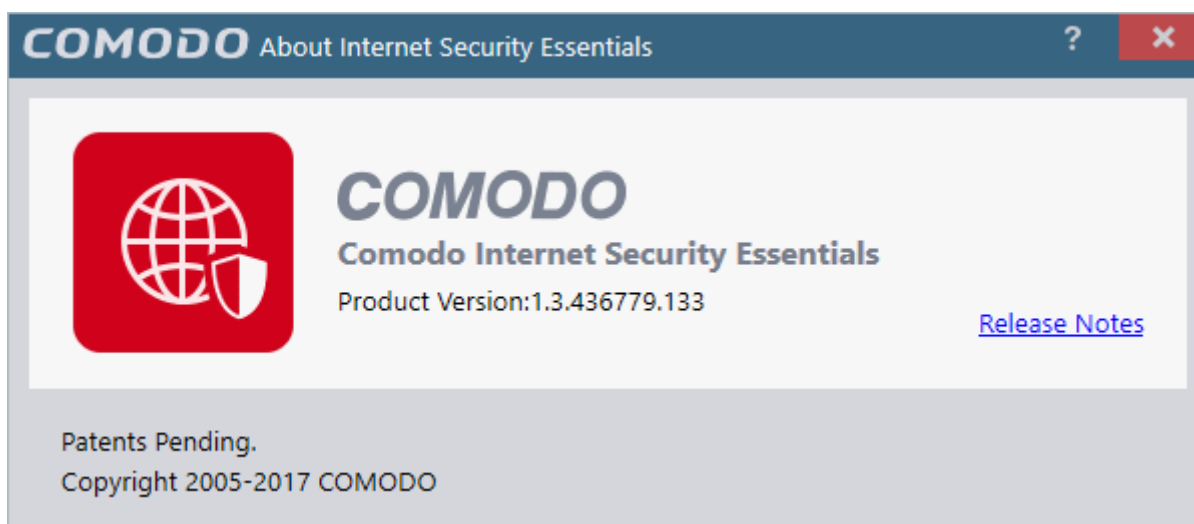 COMODO About Internet Security Essentials ?
COMODO
Comodo Internet Security Essentials
Product Version:1.3.436779.133
Release Notes
Patents Pending.
Copyright 2005-2017 COMODO